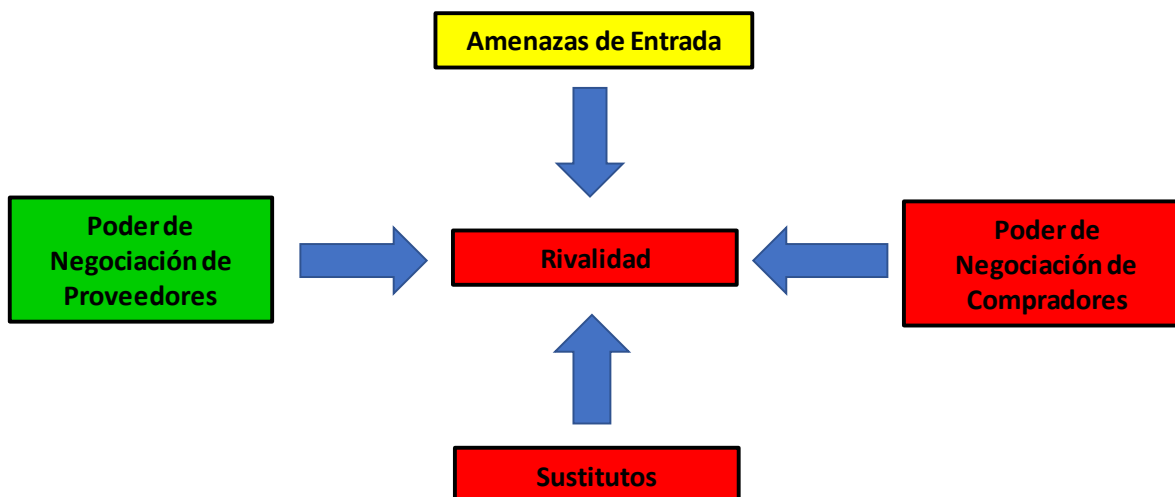 Amenazas de Entrada
Poder de
Negociación de
Proveedores
Rivalidad
Poder de
Negociación de
Compradores
Sustitutos